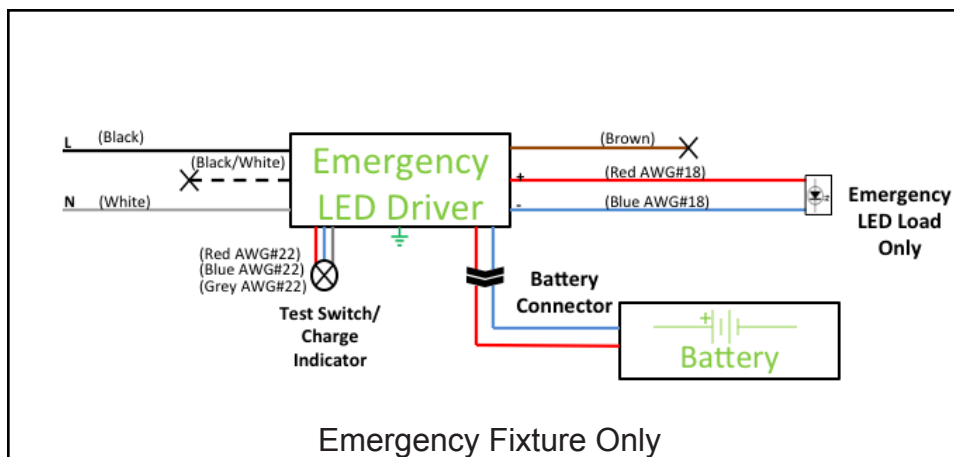 L (Black)
(Black/White)
N (White)
Emergency
LED Driver
(Brown)
+ (Red AWG#18)
- (Blue AWG#18)
Emergency
LED Load
Only
(Red AWG#22)
(Blue AWG#22)
(Grey AWG#22)
Test Switch/
Charge
Indicator
Battery
Connector
+
Battery
Emergency Fixture Only